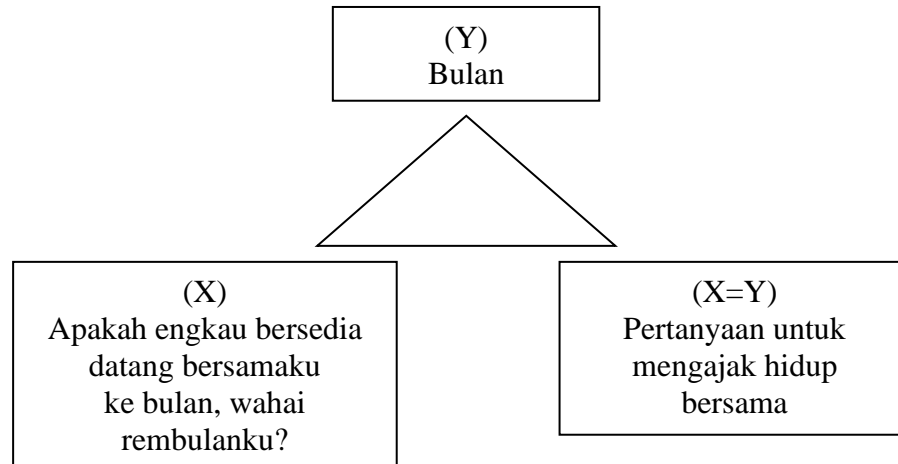 (Y)
Bulan
(X)
Apakah engkau bersedia
datang bersamaku
ke bulan, wahai
rembulanku?
(X=Y)
Pertanyaan untuk
mengajak hidup
bersama